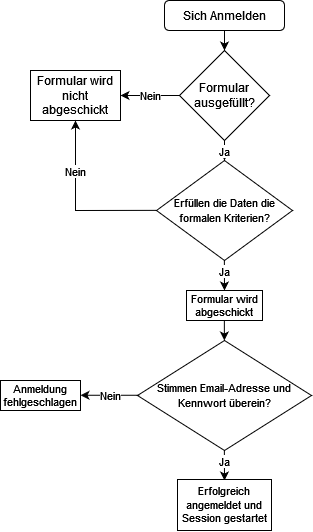 Sich Anmelden
Formular
ausgefüllt?
Nein
Formular wird
nicht
abgeschickt
Ja
Nein
Erfüllen die Daten die
formalen Kriterien?
Ja
Formular wird
abgeschickt
Stimmen Email-Adresse und
Kennwort überein?
Nein
Anmeldung
fehlgeschlagen
Ja
Erfolgreich
angemeldet und
Session gestartet